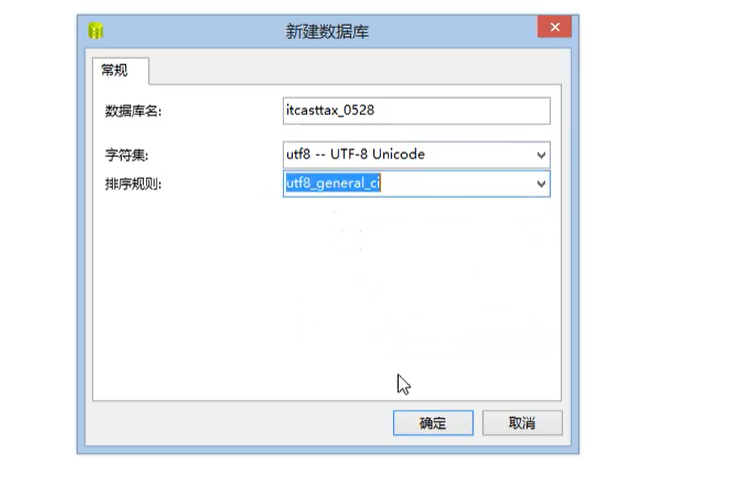 新建数据库
常规
数据库名: itcasttax_0528
字符集: utf8 -- UTF-8 Unicode
排序规则: utf8_general_ci
确定 取消